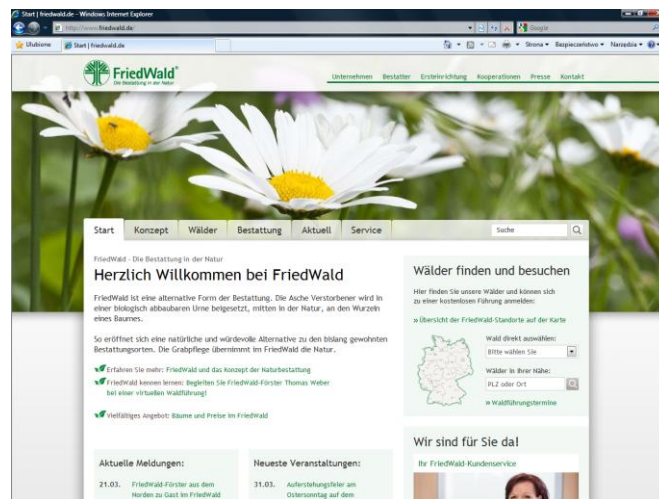 Start | friedwald.de - Windows Internet Explorer
http://www.friedwald.de/
Google
Ulubione
Start | friedwald.de
Strona
Bezpieczeństwo
Narzędzia
FriedWald®
Die Bestattung in der Natur
Unternehmen Bestatter Ersteinrichtung Kooperationen Presse Kontakt
Start Konzept Wälder Bestattung Aktuell Service
Suche
FriedWald - Die Bestattung in der Natur
Herzlich Willkommen bei FriedWald
FriedWald ist eine alternative Form der Bestattung. Die Asche Verstorbener wird in
einer biologisch abbaubaren Urne beigesetzt, mitten in der Natur, an den Wurzeln
eines Baumes.
So eröffnet sich eine natürliche und würdevolle Alternative zu den bislang gewohnten
Bestattungsorten. Die Grabpflege übernimmt im FriedWald die Natur.
Erfahren Sie mehr: FriedWald und das Konzept der Naturbestattung
FriedWald kennen lernen: Begleiten Sie FriedWald-Förster Thomas Weber
bei einer virtuellen Waldführung!
Vielfältiges Angebot: Bäume und Preise im FriedWald
Aktuelle Meldungen:
21.03. FriedWald-Förster aus dem
Norden zu Gast im FriedWald
Neueste Veranstaltungen:
31.03. Auferstehungsfeier am
Ostersonntag auf dem
Wälder finden und besuchen
Hier finden Sie unsere Wälder und können sich
zu einer kostenlosen Führung anmelden:
» Übersicht der FriedWald-Standorte auf der Karte
Wald direkt auswählen:
Bitte wählen Sie
Wälder in Ihrer Nähe:
PLZ oder Ort
» Waldführungstermine
Wir sind für Sie da!
Ihr FriedWald-Kundenservice